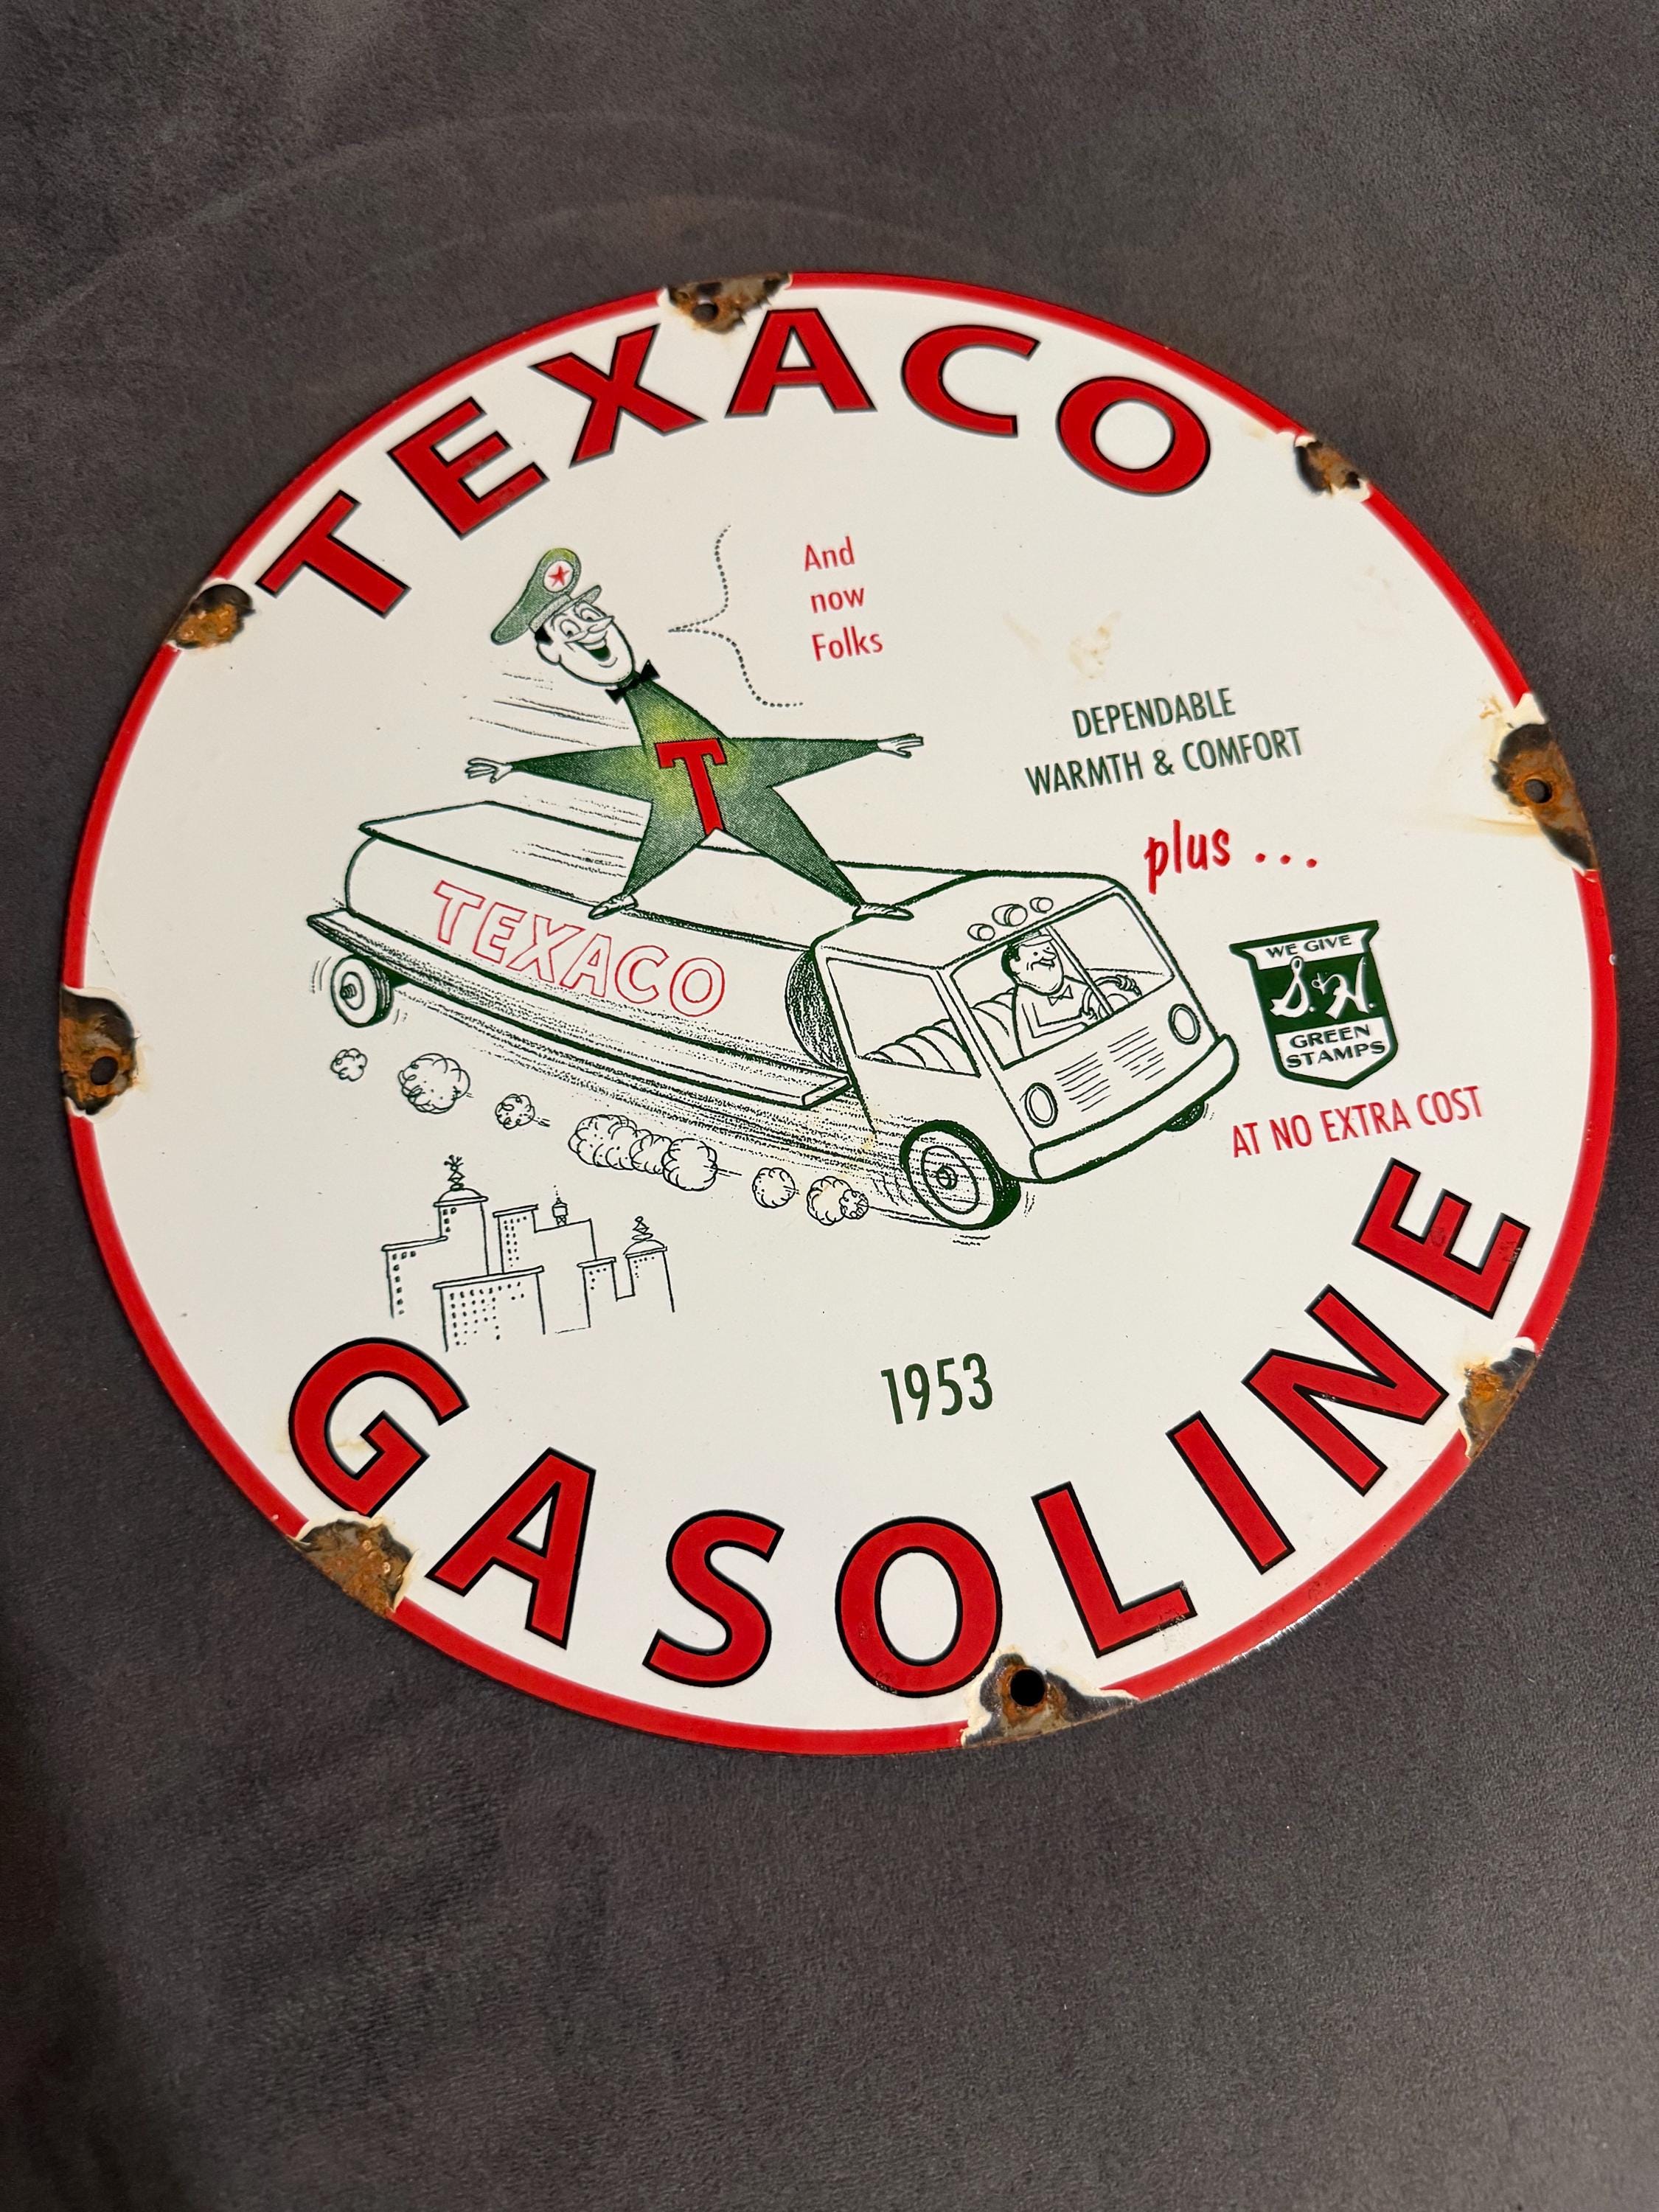 TEXACO
And
now
Folks
DEPENDABLE
WARMTH & COMFORT
plus ...
T
TEXACO
WE GIVE
S&H
GREEN
STAMPS
AT NO EXTRA COST
1953
GASOLINE